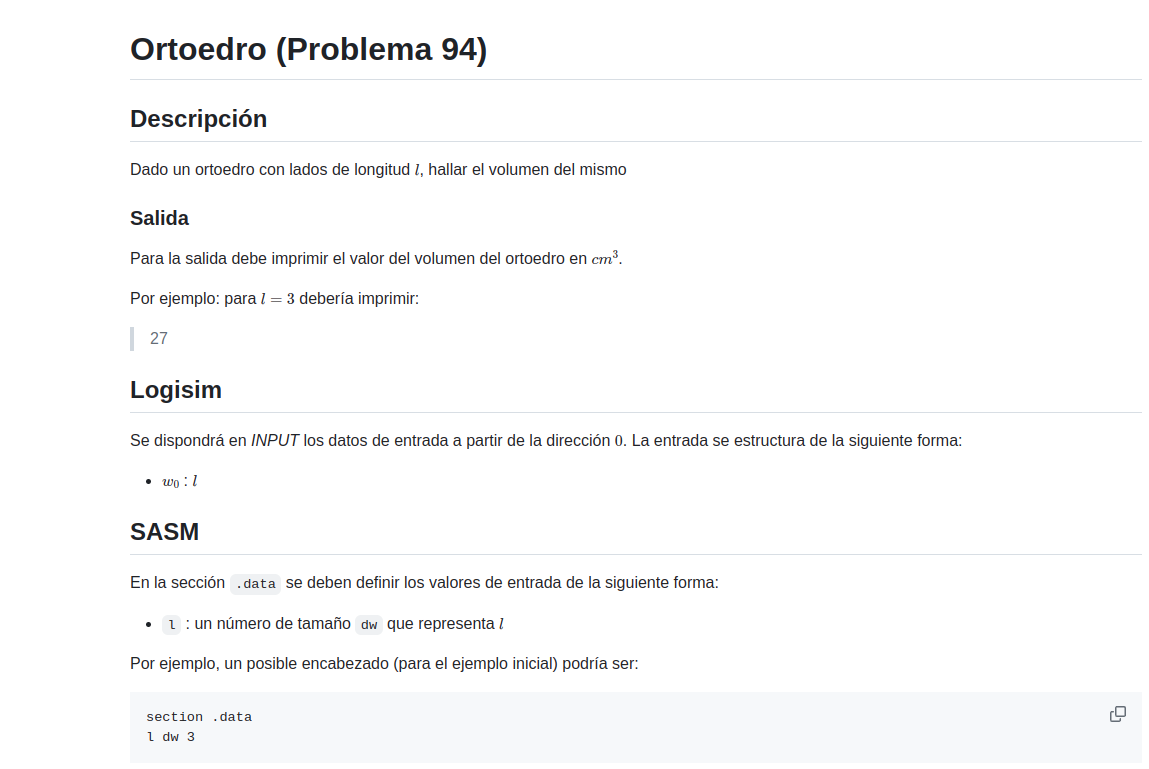 Ortoedro (Problema 94)
Descripción
Dado un ortoedro con lados de longitud l, hallar el volumen del mismo
Salida
Para la salida debe imprimir el valor del volumen del ortoedro en cm³.
Por ejemplo: para l = 3 debería imprimir:
27
Logisim
Se dispondrá en INPUT los datos de entrada a partir de la dirección 0. La entrada se estructura de la siguiente forma:
• w₀ : l
SASM
En la sección .data se deben definir los valores de entrada de la siguiente forma:
• l : un número de tamaño dw que representa l
Por ejemplo, un posible encabezado (para el ejemplo inicial) podría ser:
section .data
l dw 3